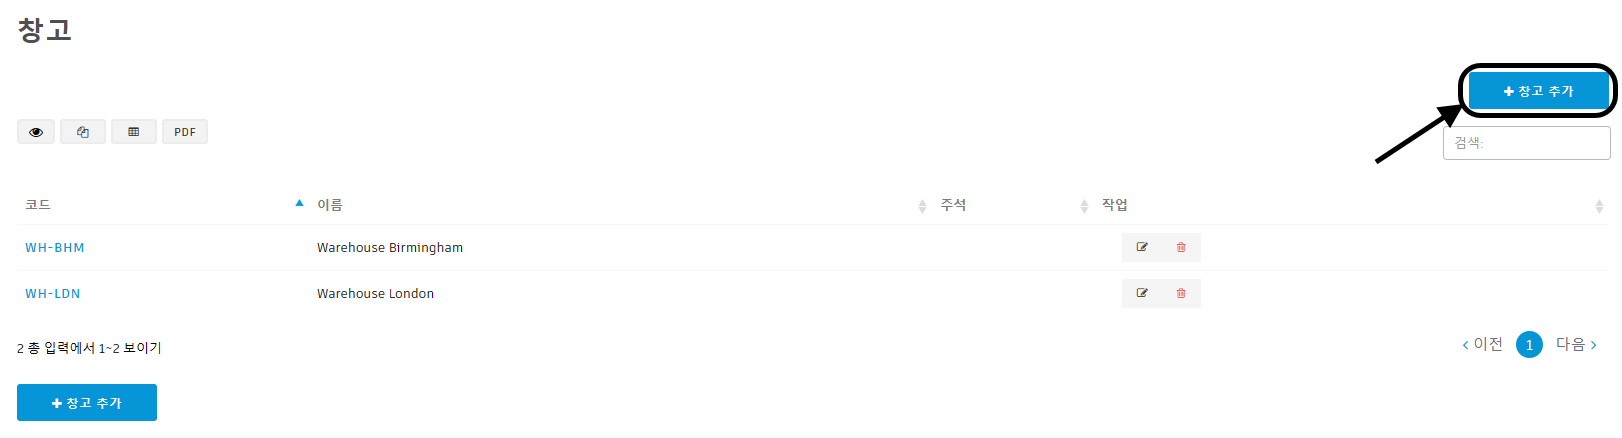 창고
창고 추가
PDF
검색:
코드 이름 주석 작업
WH-BHM Warehouse Birmingham
WH-LDN Warehouse London
2 총 입력에서 1~2 보이기
이전 1 다음
창고 추가